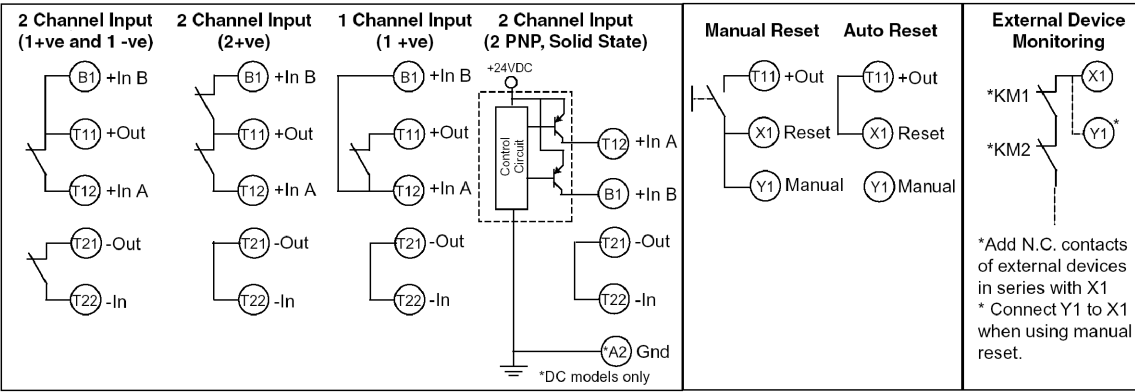 2 Channel Input
(1+ve and 1 -ve)
B1 +In B
T11 +Out
T12 +In A
T21 -Out
T22 -In
2 Channel Input
(2+ve)
B1 +In B
T11 +Out
T12 +In A
T21 -Out
T22 -In
1 Channel Input
(1 +ve)
B1 +In B
T11 +Out
T12 +In A
T21 -Out
T22 -In
2 Channel Input
(2 PNP, Solid State)
+24VDC
Control
Circuit
T12 +In A
B1 +In B
T21 -Out
T22 -In
*A2 Gnd
*DC models only
Manual Reset
T11 +Out
X1 Reset
Y1 Manual
Auto Reset
T11 +Out
X1 Reset
Y1 Manual
External Device
Monitoring
X1
*KM1
Y1*
*KM2
*Add N.C. contacts
of external devices
in series with X1
* Connect Y1 to X1
when using manual
reset.